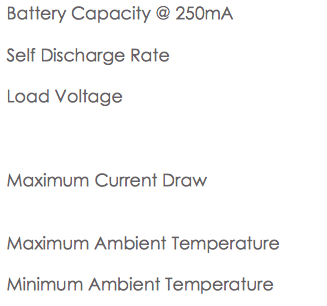 Battery Capacity @ 250mA
Self Discharge Rate
Load Voltage
Maximum Current Draw
Maximum Ambient Temperature
Minimum Ambient Temperature